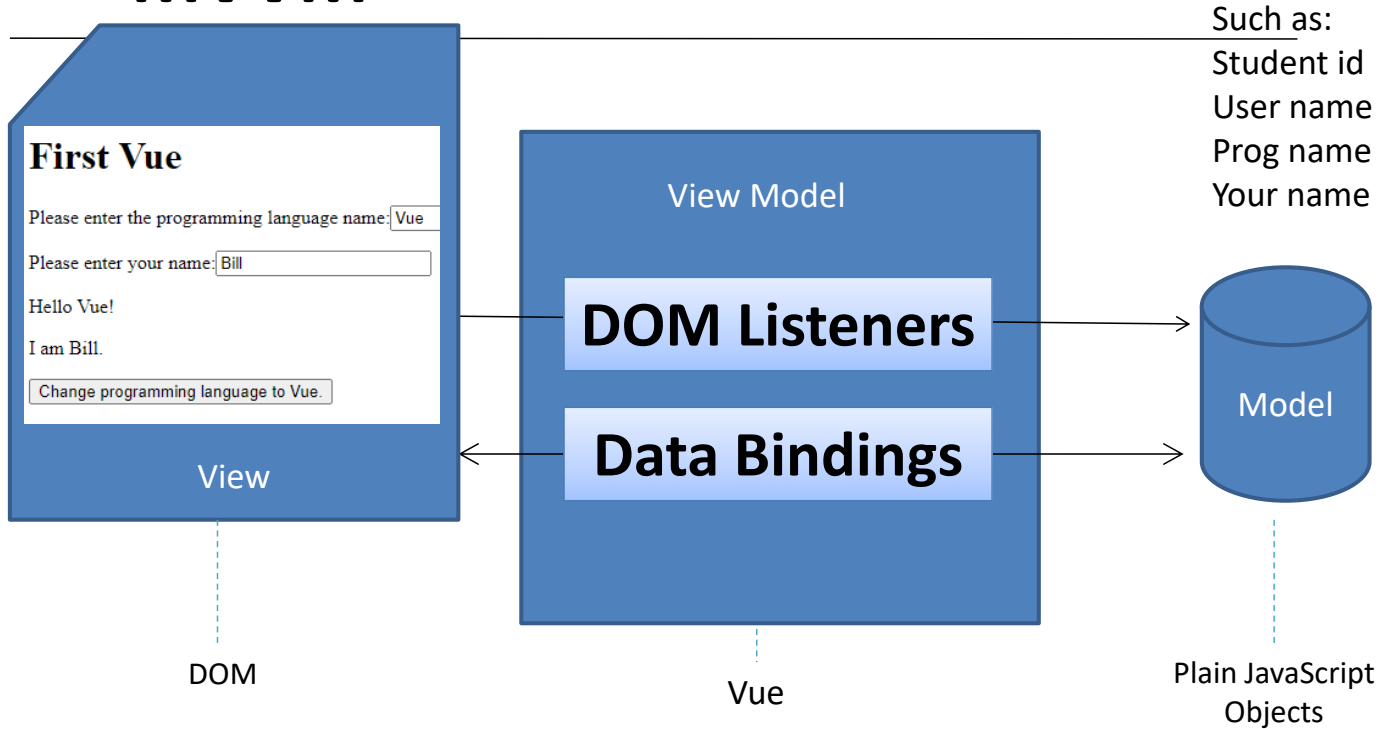 Such as:
Student id
User name
Prog name
Your name
First Vue
Please enter the programming language name: Vue
Please enter your name: Bill
Hello Vue!
I am Bill.
Change programming language to Vue.
View
View Model
DOM Listeners
Data Bindings
Model
DOM
Vue
Plain JavaScript
Objects